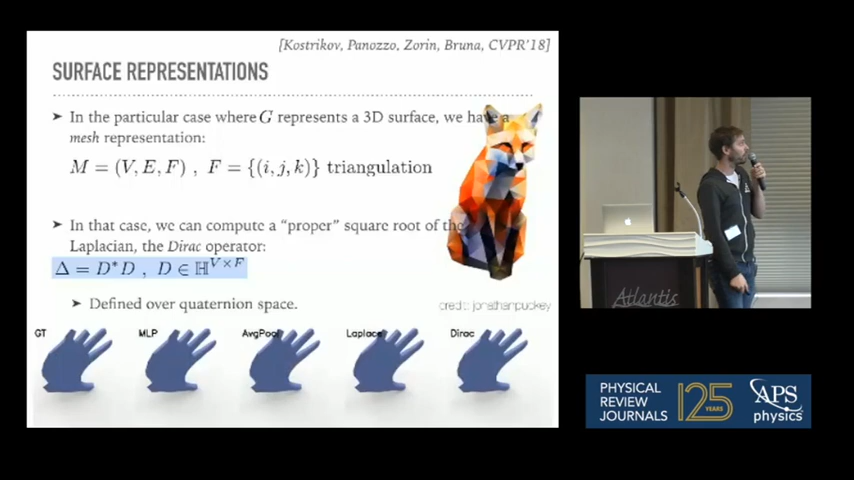 [Kostrikov, Panozzo, Zorin, Bruna, CVPR'18]
SURFACE REPRESENTATIONS
➤ In the particular case where G represents a 3D surface, we have a
mesh representation:
M = (V, E, F) , F = {(i, j, k)} triangulation
➤ In that case, we can compute a “proper” square root of the
Laplacian, the Dirac operator:
Δ = D*D , D ∈ ℍ^{V×F}
➤ Defined over quaternion space.
credit: jonathanpuckey
GT MLP AvgPool Laplace Dirac
Atlantis
PHYSICAL
REVIEW
JOURNALS
125
YEARS
APS
physics